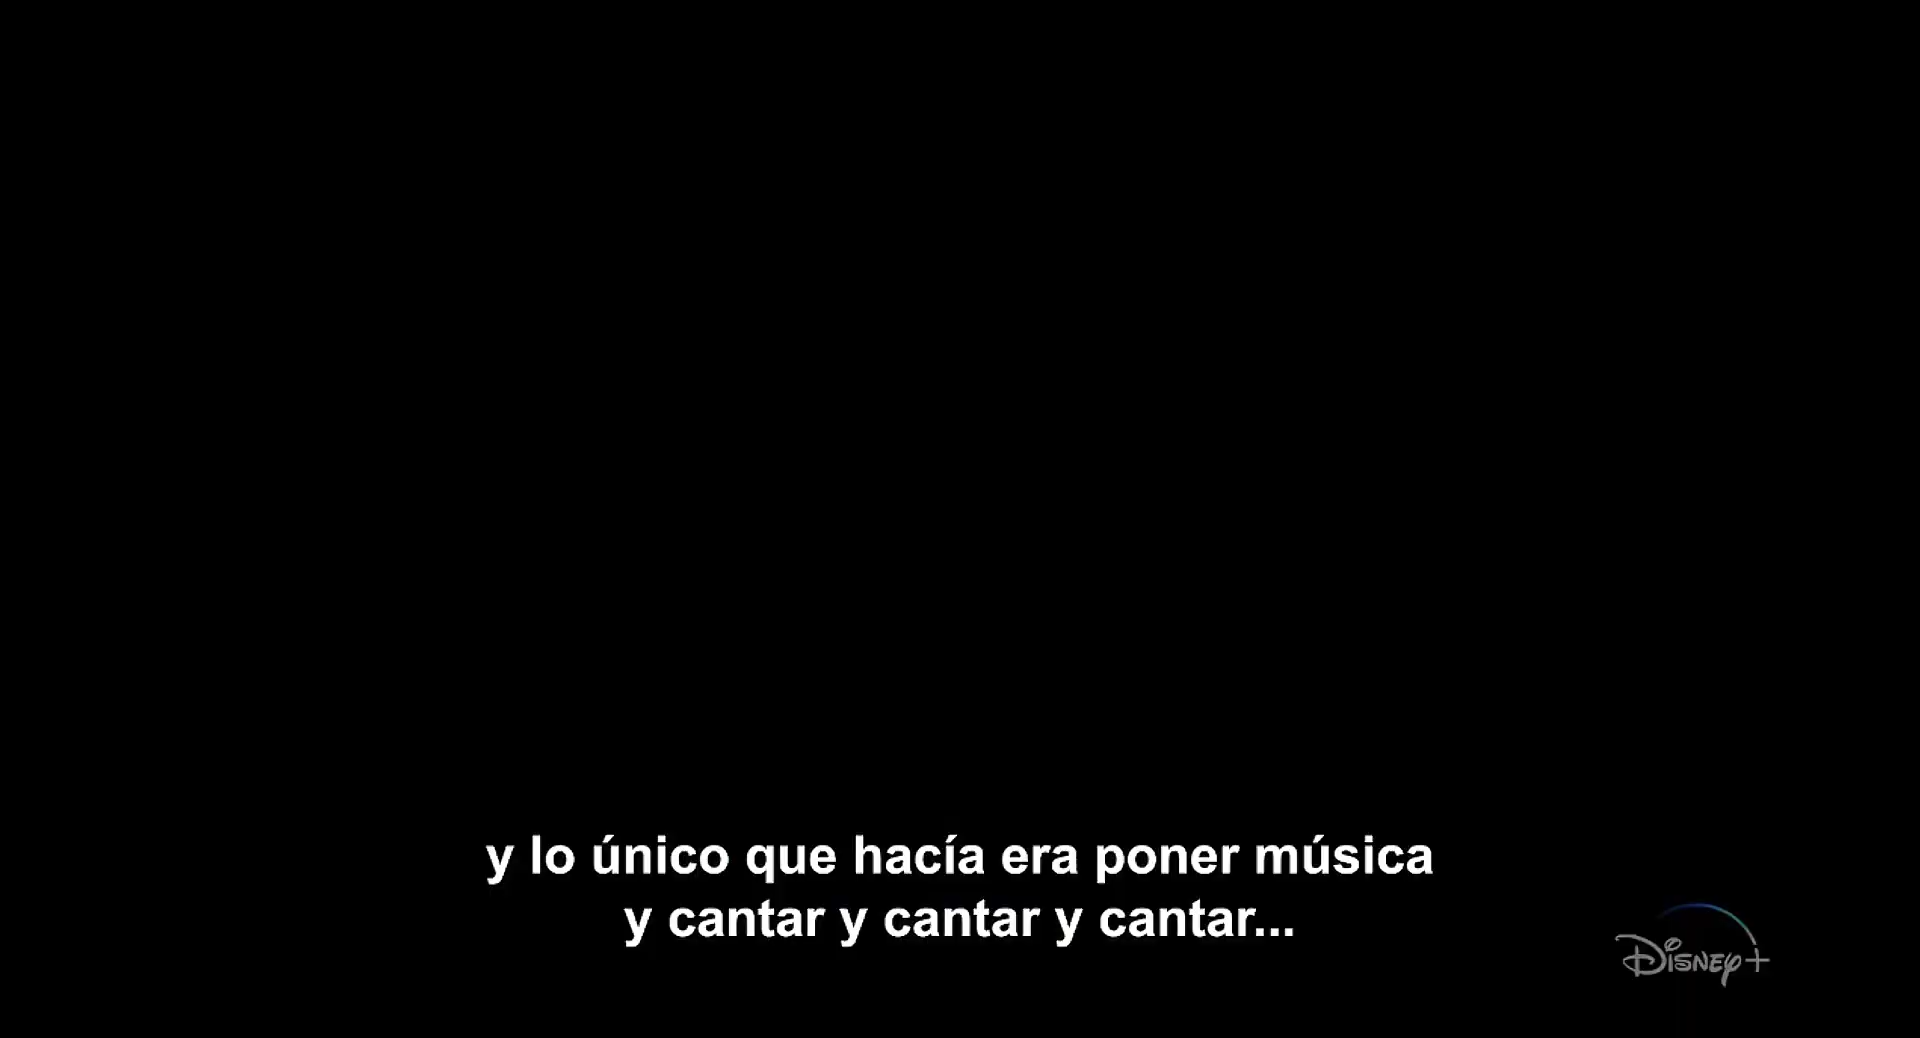 y lo único que hacía era poner música
y cantar y cantar y cantar...
Disney+